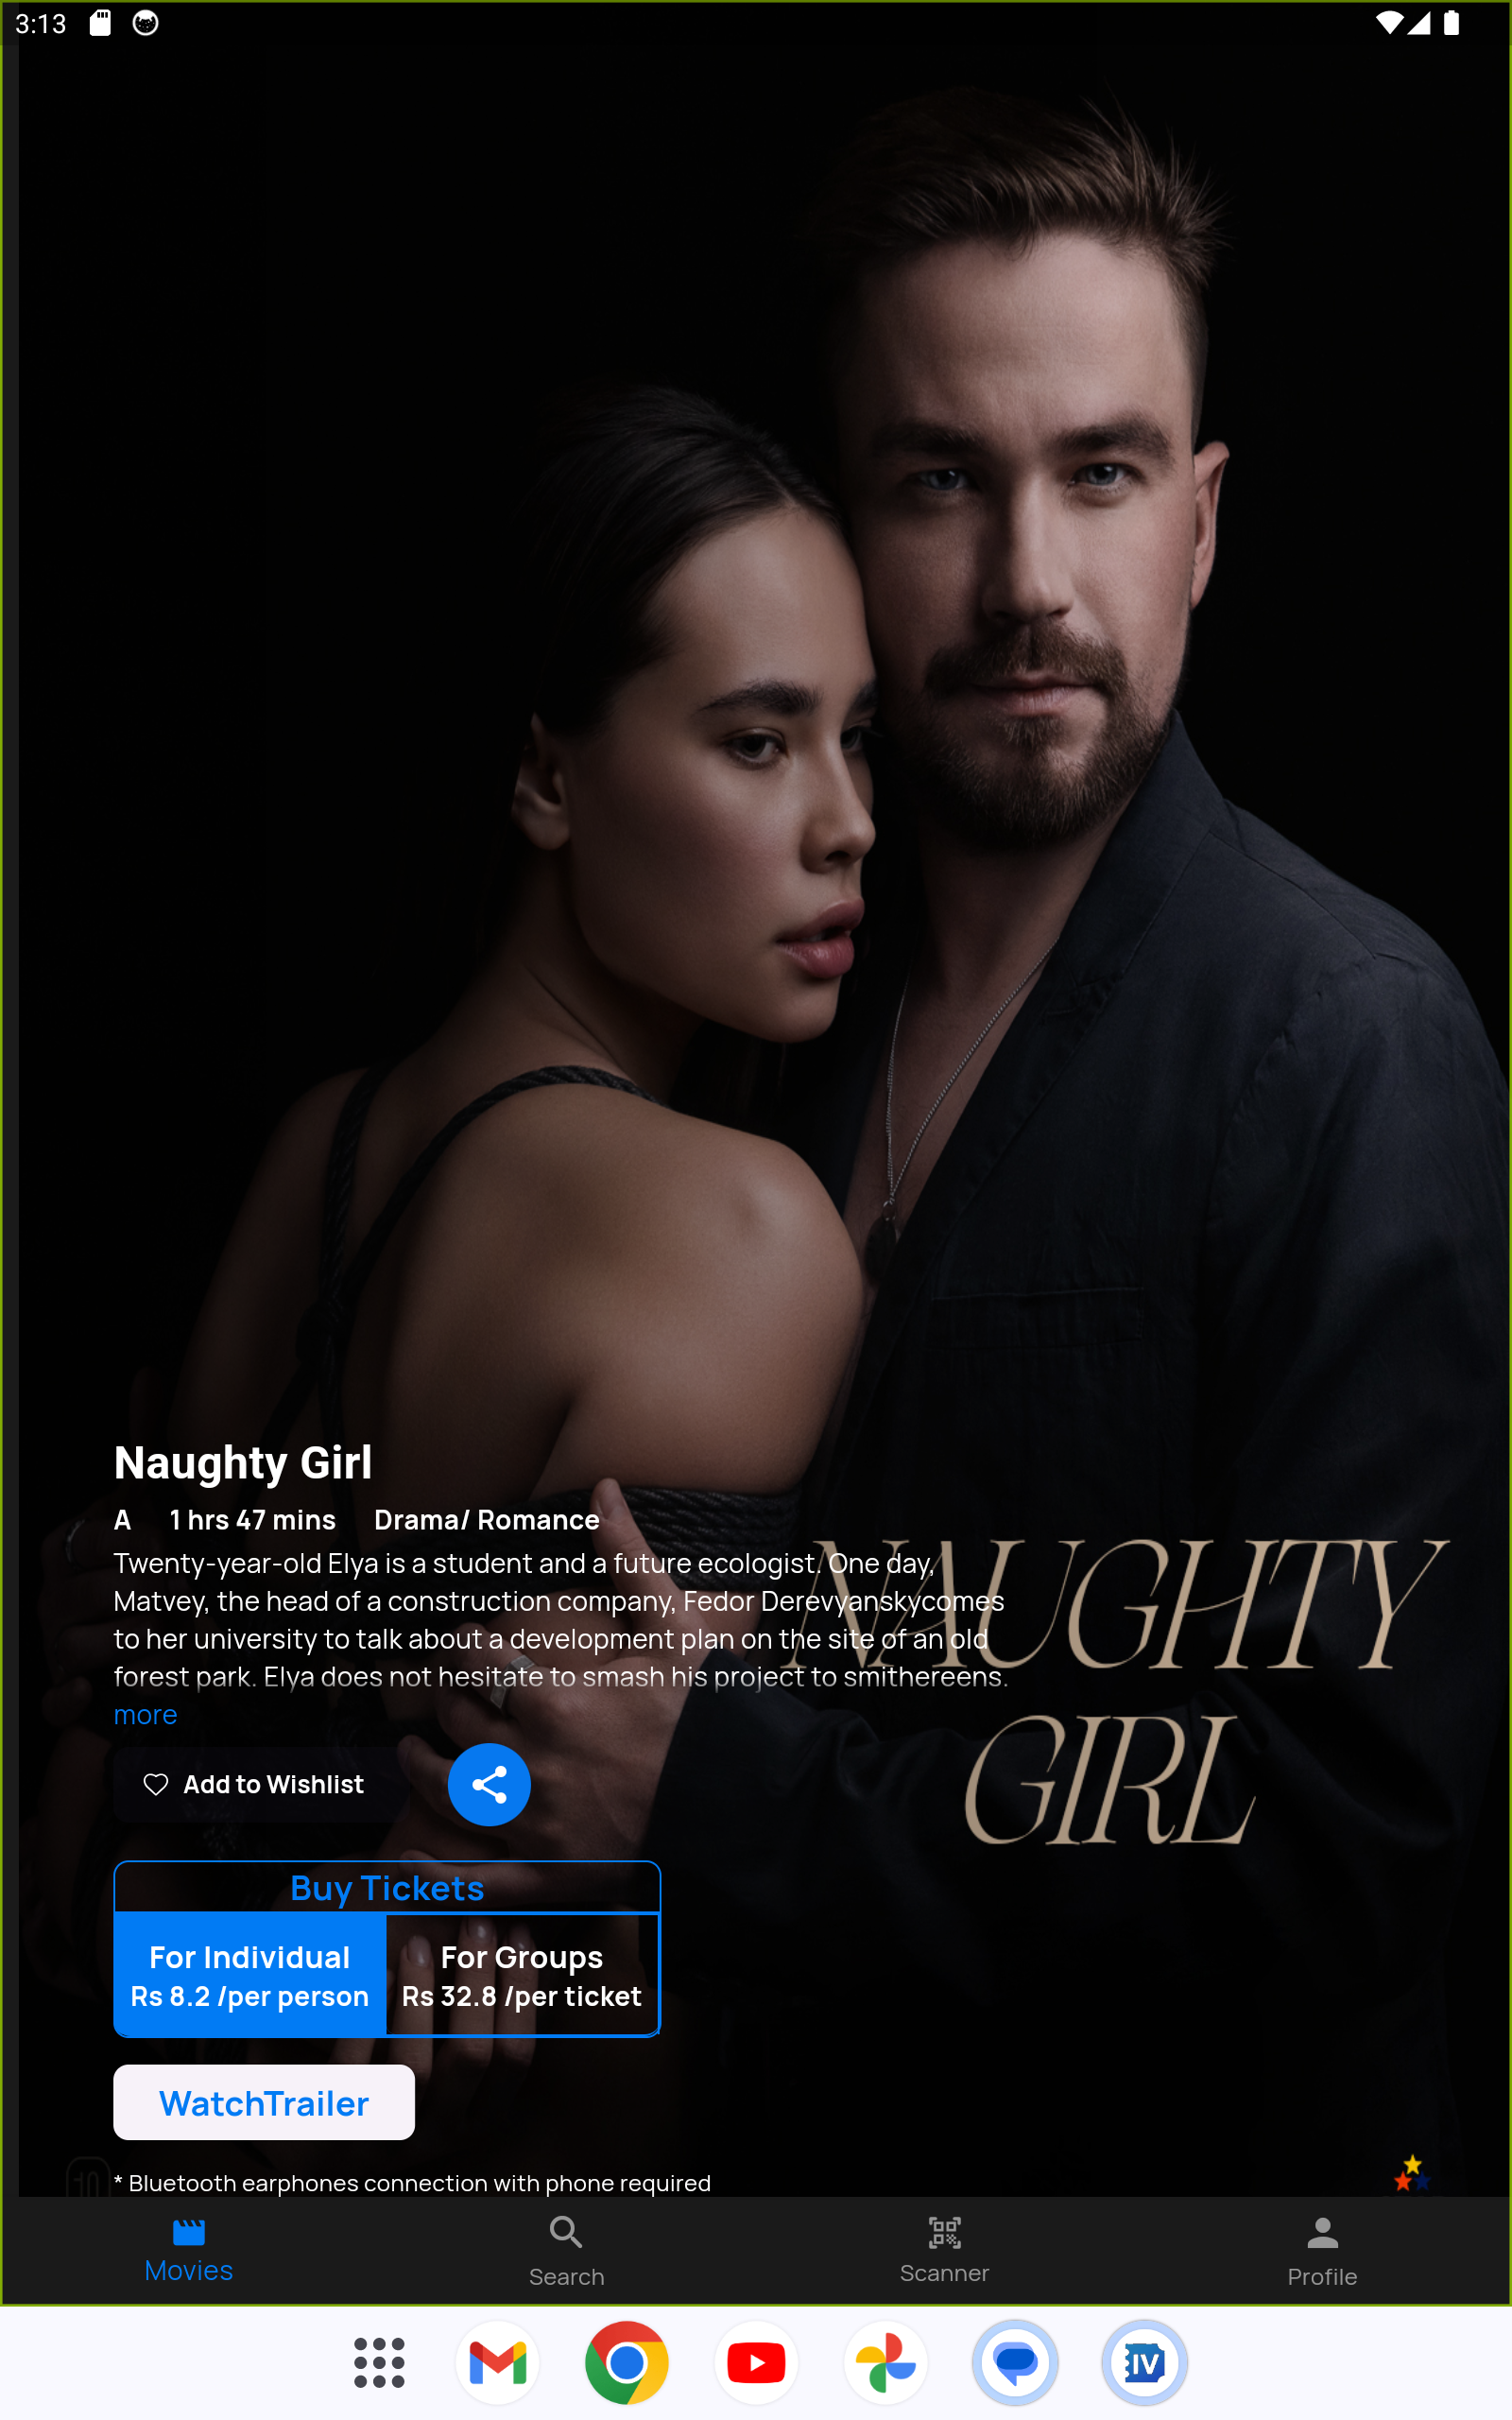 3:13
Naughty Girl
A 1 hrs 47 mins Drama/ Romance
Twenty-year-old Elya is a student and a future ecologist. One day,
Matvey, the head of a construction company, Fedor Derevyanskycomes
to her university to talk about a development plan on the site of an old
forest park. Elya does not hesitate to smash his project to smithereens.
more
NAUGHTY
GIRL
Add to Wishlist
Buy Tickets
For Individual
Rs 8.2 /per person
For Groups
Rs 32.8 /per ticket
WatchTrailer
* Bluetooth earphones connection with phone required
Movies
Search
Scanner
Profile
IV